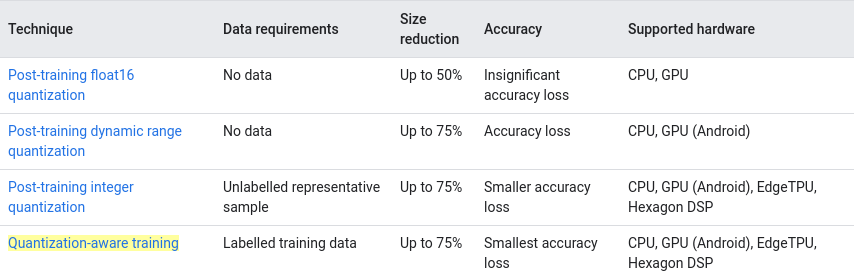 Technique Data requirements Size reduction Accuracy Supported hardware
Post-training float16 quantization No data Up to 50% Insignificant accuracy loss CPU, GPU
Post-training dynamic range quantization No data Up to 75% Accuracy loss CPU, GPU (Android)
Post-training integer quantization Unlabelled representative sample Up to 75% Smaller accuracy loss CPU, GPU (Android), EdgeTPU, Hexagon DSP
Quantization-aware training Labelled training data Up to 75% Smallest accuracy loss CPU, GPU (Android), EdgeTPU, Hexagon DSP